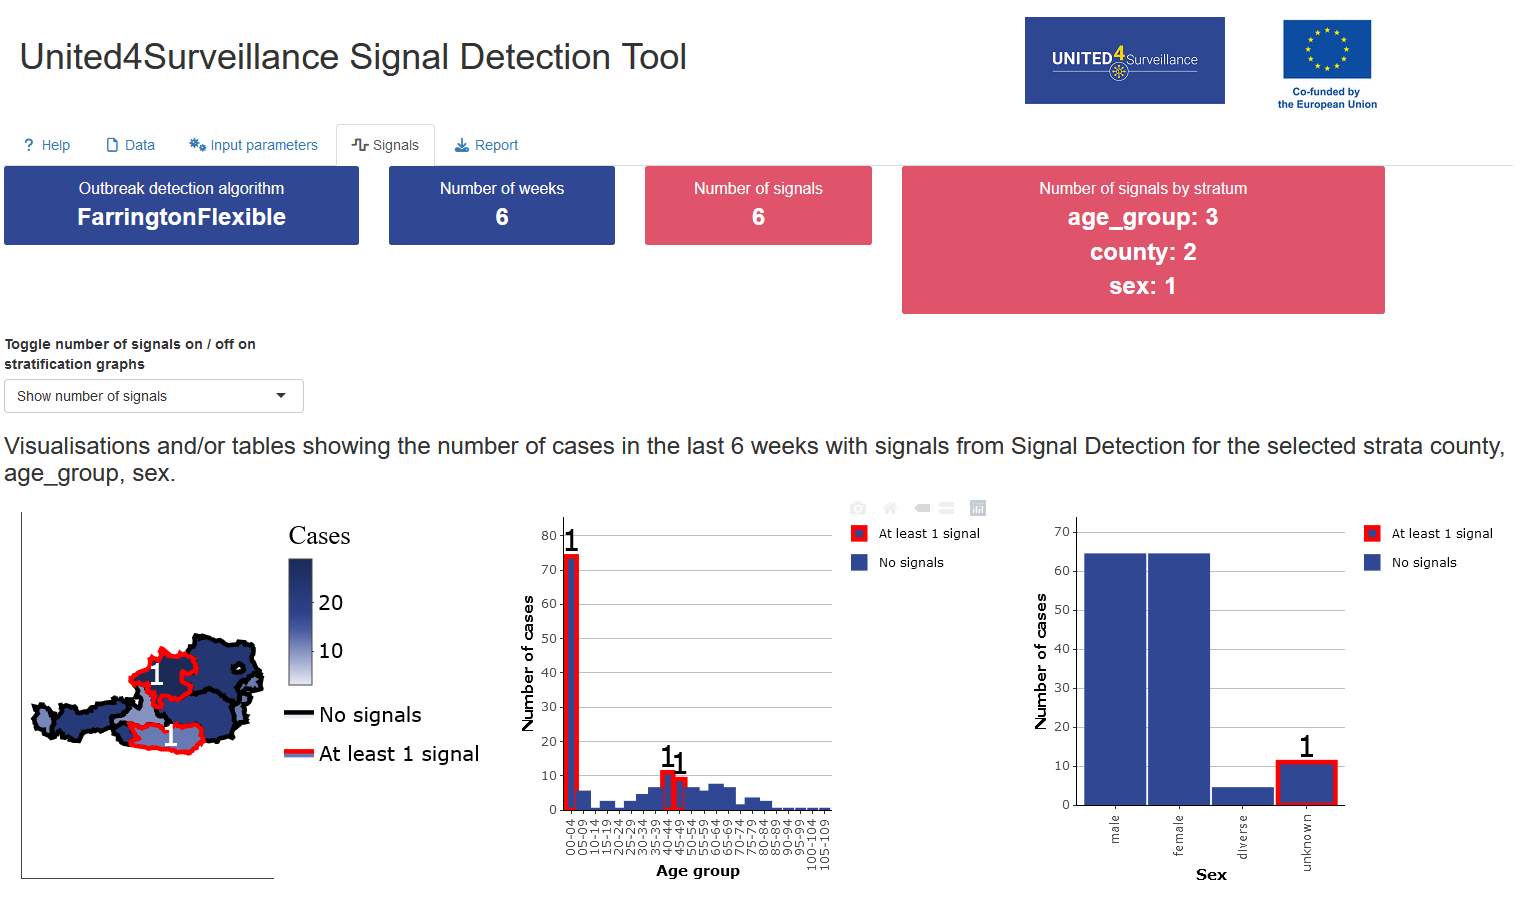 United4Surveillance Signal Detection Tool
UNITED4Surveillance
Co-funded by
the European Union
? Help
Data
Input parameters
Signals
Report
Outbreak detection algorithm
FarringtonFlexible
Number of weeks
6
Number of signals
6
Number of signals by stratum
age_group: 3
county: 2
sex: 1
Toggle number of signals on / off on
stratification graphs
Show number of signals
Visualisations and/or tables showing the number of cases in the last 6 weeks with signals from Signal Detection for the selected strata county,
age_group, sex.
Cases
20
10
No signals
At least 1 signal
1
1
Number of cases
80
70
60
50
40
30
20
10
0
1
1
1
00-04
05-09
10-14
15-19
20-24
25-29
30-34
35-39
40-44
45-49
50-54
55-59
60-64
65-69
70-74
75-79
80-84
85-89
90-94
95-99
100-104
105-109
Age group
At least 1 signal
No signals
Number of cases
70
60
50
40
30
20
10
0
1
male
female
diverse
unknown
Sex
At least 1 signal
No signals